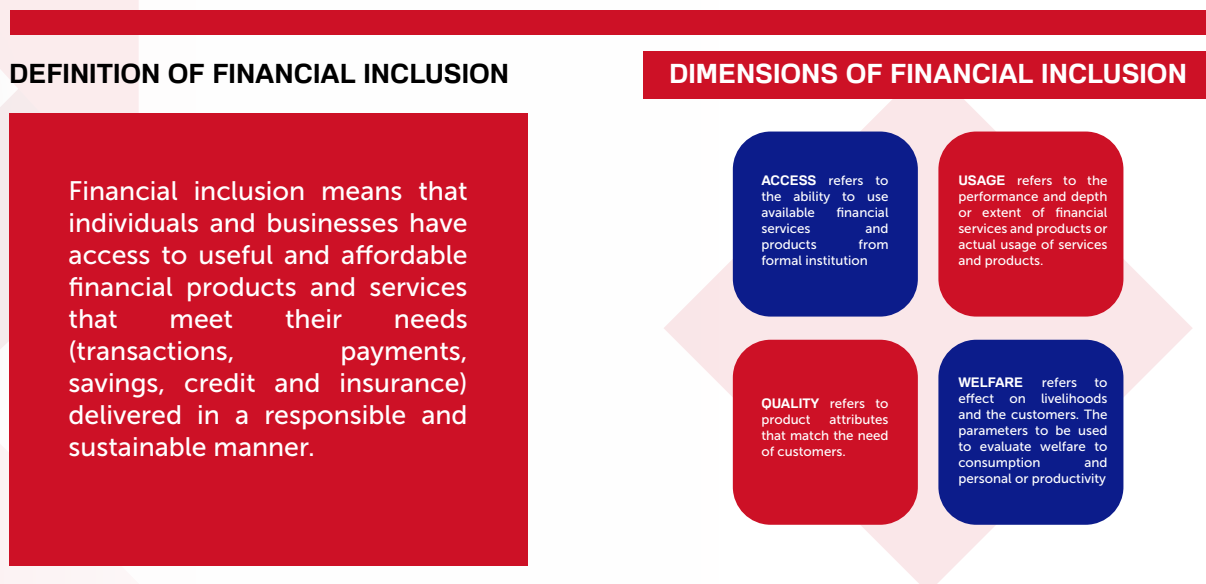 DEFINITION OF FINANCIAL INCLUSION
Financial inclusion means that
individuals and businesses have
access to useful and affordable
financial products and services
that meet their needs
(transactions, payments,
savings, credit and insurance)
delivered in a responsible and
sustainable manner.
DIMENSIONS OF FINANCIAL INCLUSION
ACCESS refers to
the ability to use
available financial
services and
products from
formal institution
USAGE refers to the
performance and depth
or extent of financial
services and products or
actual usage of services
and products.
QUALITY refers to
product attributes
that match the need
of customers.
WELFARE refers to
effect on livelihoods
and the customers. The
parameters to be used
to evaluate welfare to
consumption and
personal or productivity